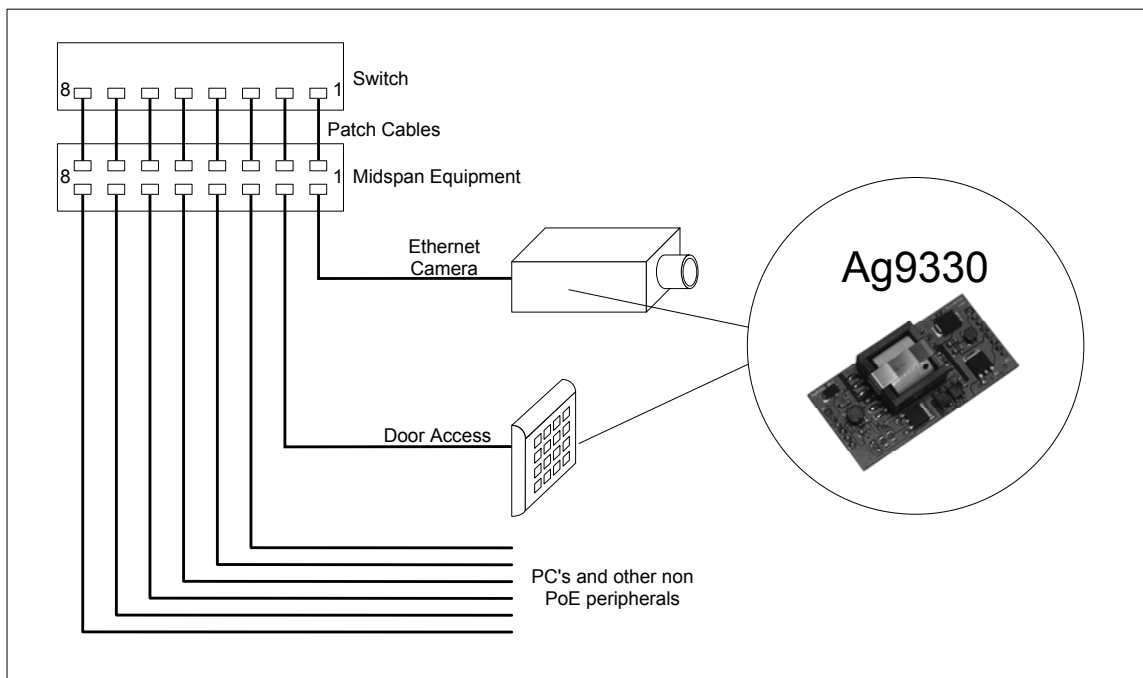 8
1
Switch
Patch Cables
8
1
Midspan Equipment
Ethernet
Camera
Ag9330
Door Access
PC's and other non
PoE peripherals